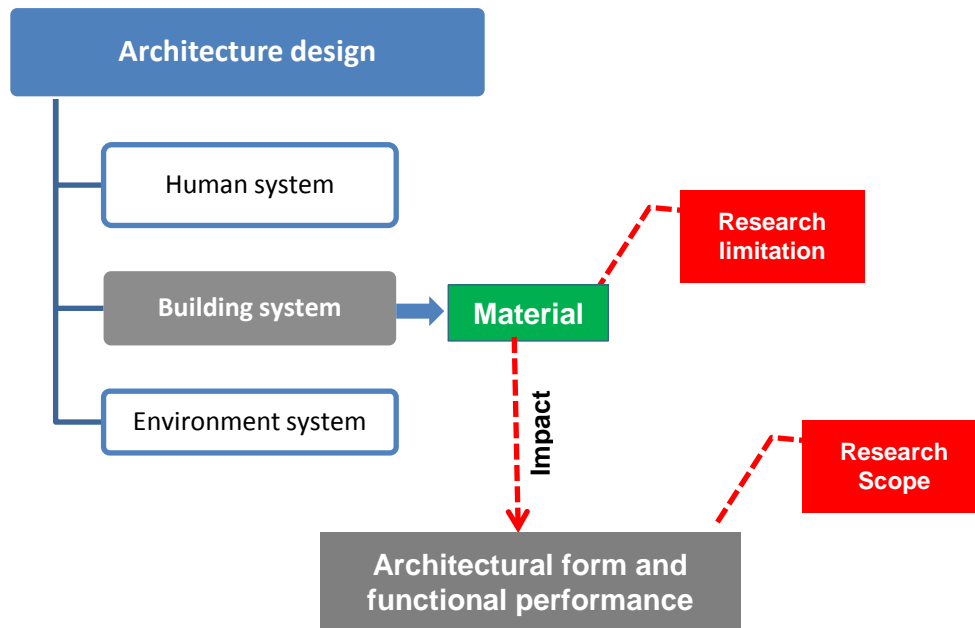 Architecture design
Human system
Research
limitation
Building system
Material
Environment system
Impact
Research
Scope
Architectural form and
functional performance